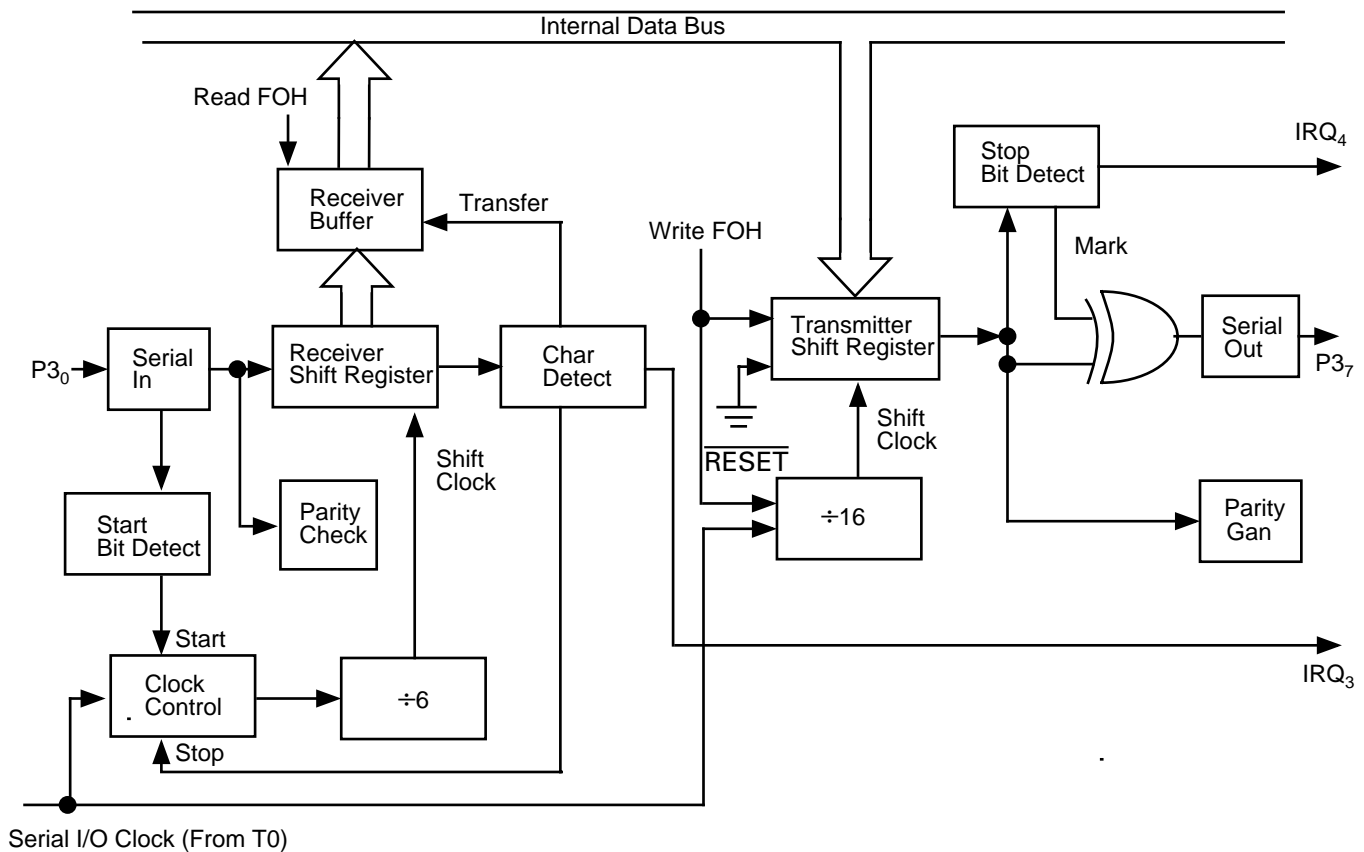 Internal Data Bus
Read FOH
IRQ4
Stop
Bit Detect
Receiver
Buffer
Transfer
Write FOH
Mark
Transmitter
Shift Register
Serial
Out
P30
Serial
In
Receiver
Shift Register
Char
Detect
P37
Shift
Clock
Shift
Clock
RESET
Start
Bit Detect
Parity
Check
÷16
Parity
Gan
Start
Clock
Control
÷6
IRQ3
Stop
Serial I/O Clock (From T0)